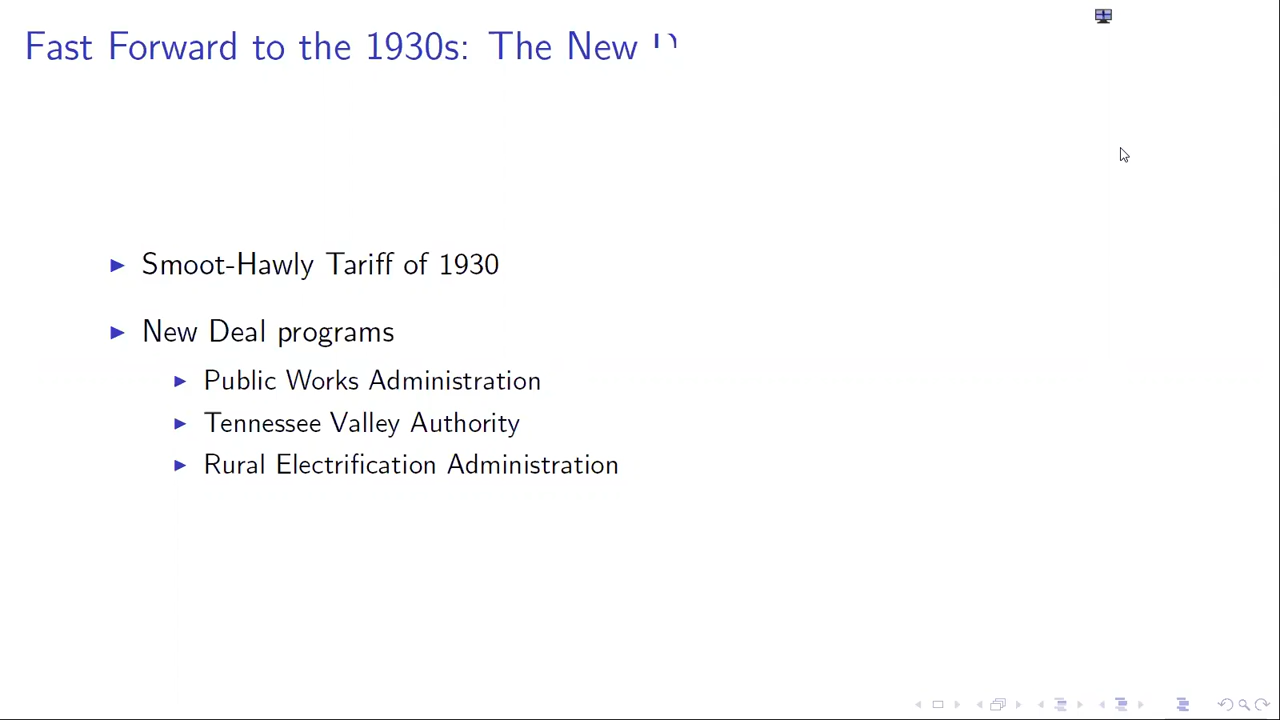 Fast Forward to the 1930s: The New
Smoot-Hawly Tariff of 1930
New Deal programs
Public Works Administration
Tennessee Valley Authority
Rural Electrification Administration